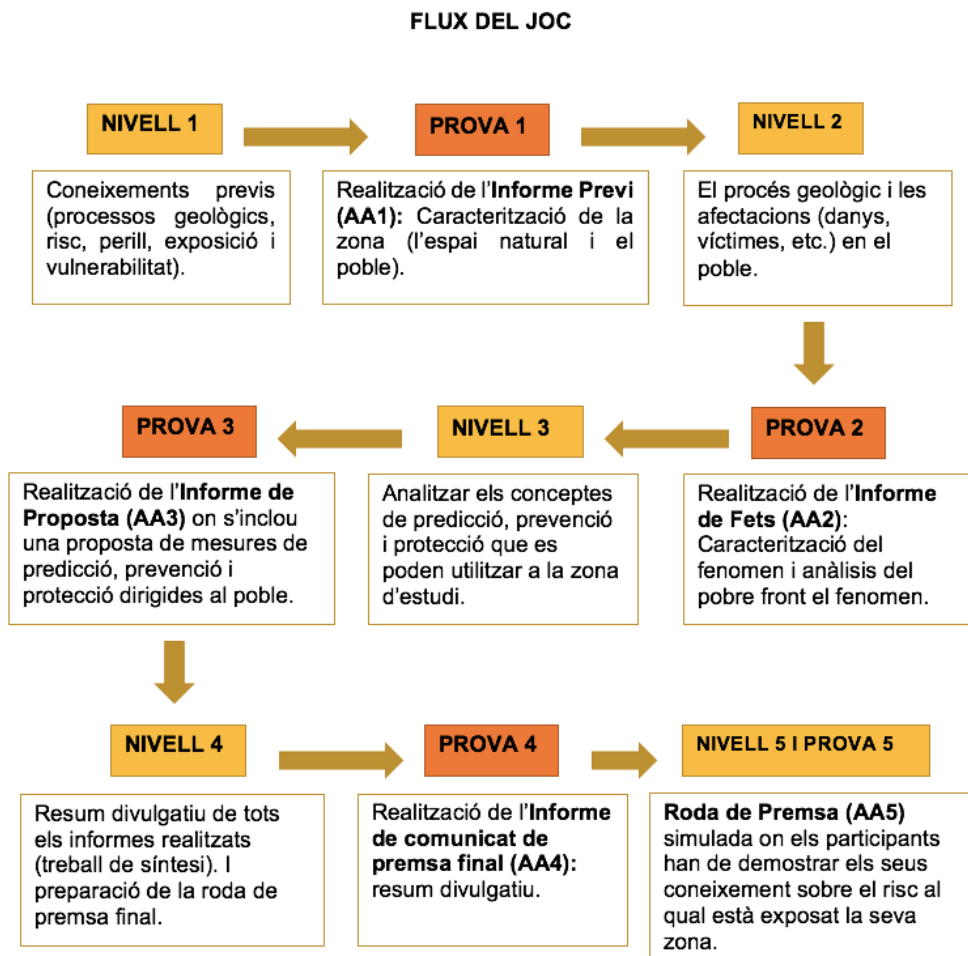 FLUX DEL JOC
NIVELL 1
Coneixements previs
(processos geològics,
risc, perill, exposició i
vulnerabilitat).
PROVA 1
Realització de l’Informe Previ
(AA1): Caracterització de la
zona (l’espai natural i el
poble).
NIVELL 2
El procés geològic i les
afectacions (danys,
víctimes, etc.) en el
poble.
PROVA 2
Realització de l’Informe
de Fets (AA2):
Caracterització del
fenomen i anàlisis del
pobre front el fenomen.
NIVELL 3
Analitzar els conceptes
de predicció, prevenció
i protecció que es
poden utilitzar a la zona
d’estudi.
PROVA 3
Realització de l’Informe de
Proposta (AA3) on s’inclou
una proposta de mesures de
predicció, prevenció i
protecció dirigides al poble.
NIVELL 4
Resum divulgatiu de tots
els informes realitzats
(treball de síntesi). I
preparació de la roda de
premsa final.
PROVA 4
Realització de l’Informe
de comunicat de
premsa final (AA4):
resum divulgatiu.
NIVELL 5 I PROVA 5
Roda de Premsa (AA5)
simulada on els participants
han de demostrar els seus
coneixement sobre el risc al
qual està exposat la seva
zona.